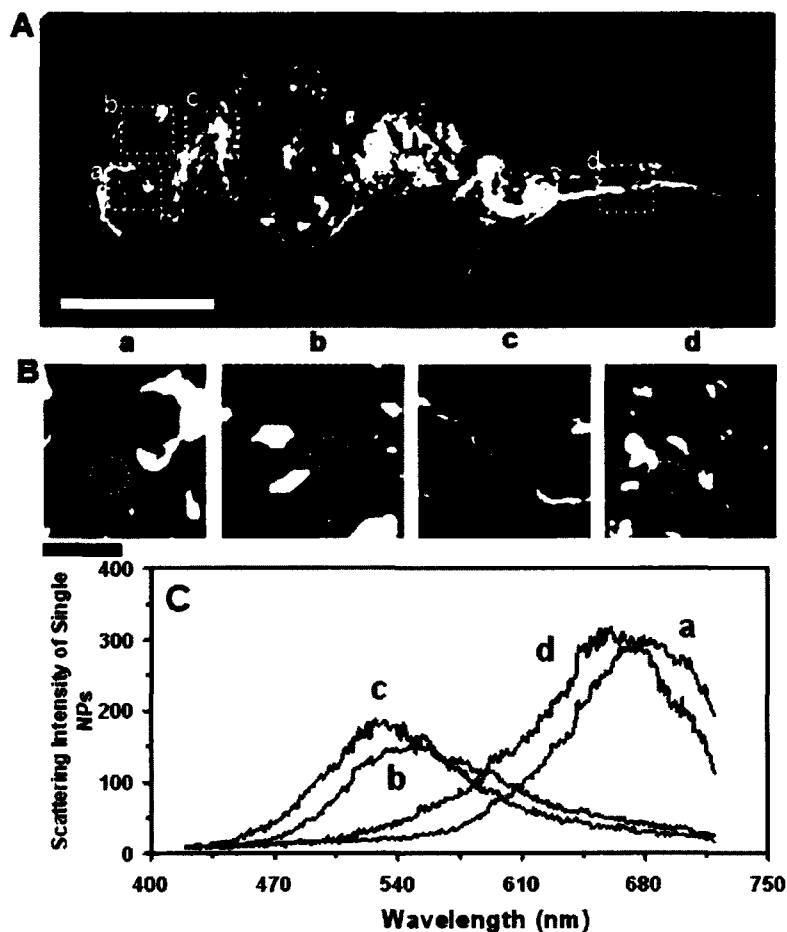 A
b c
a d
a b c d
B
400
300
200
100
0
Scattering Intensity of Single
NPs
C
d a
c
b
400 470 540 610 680 750
Wavelength (nm)